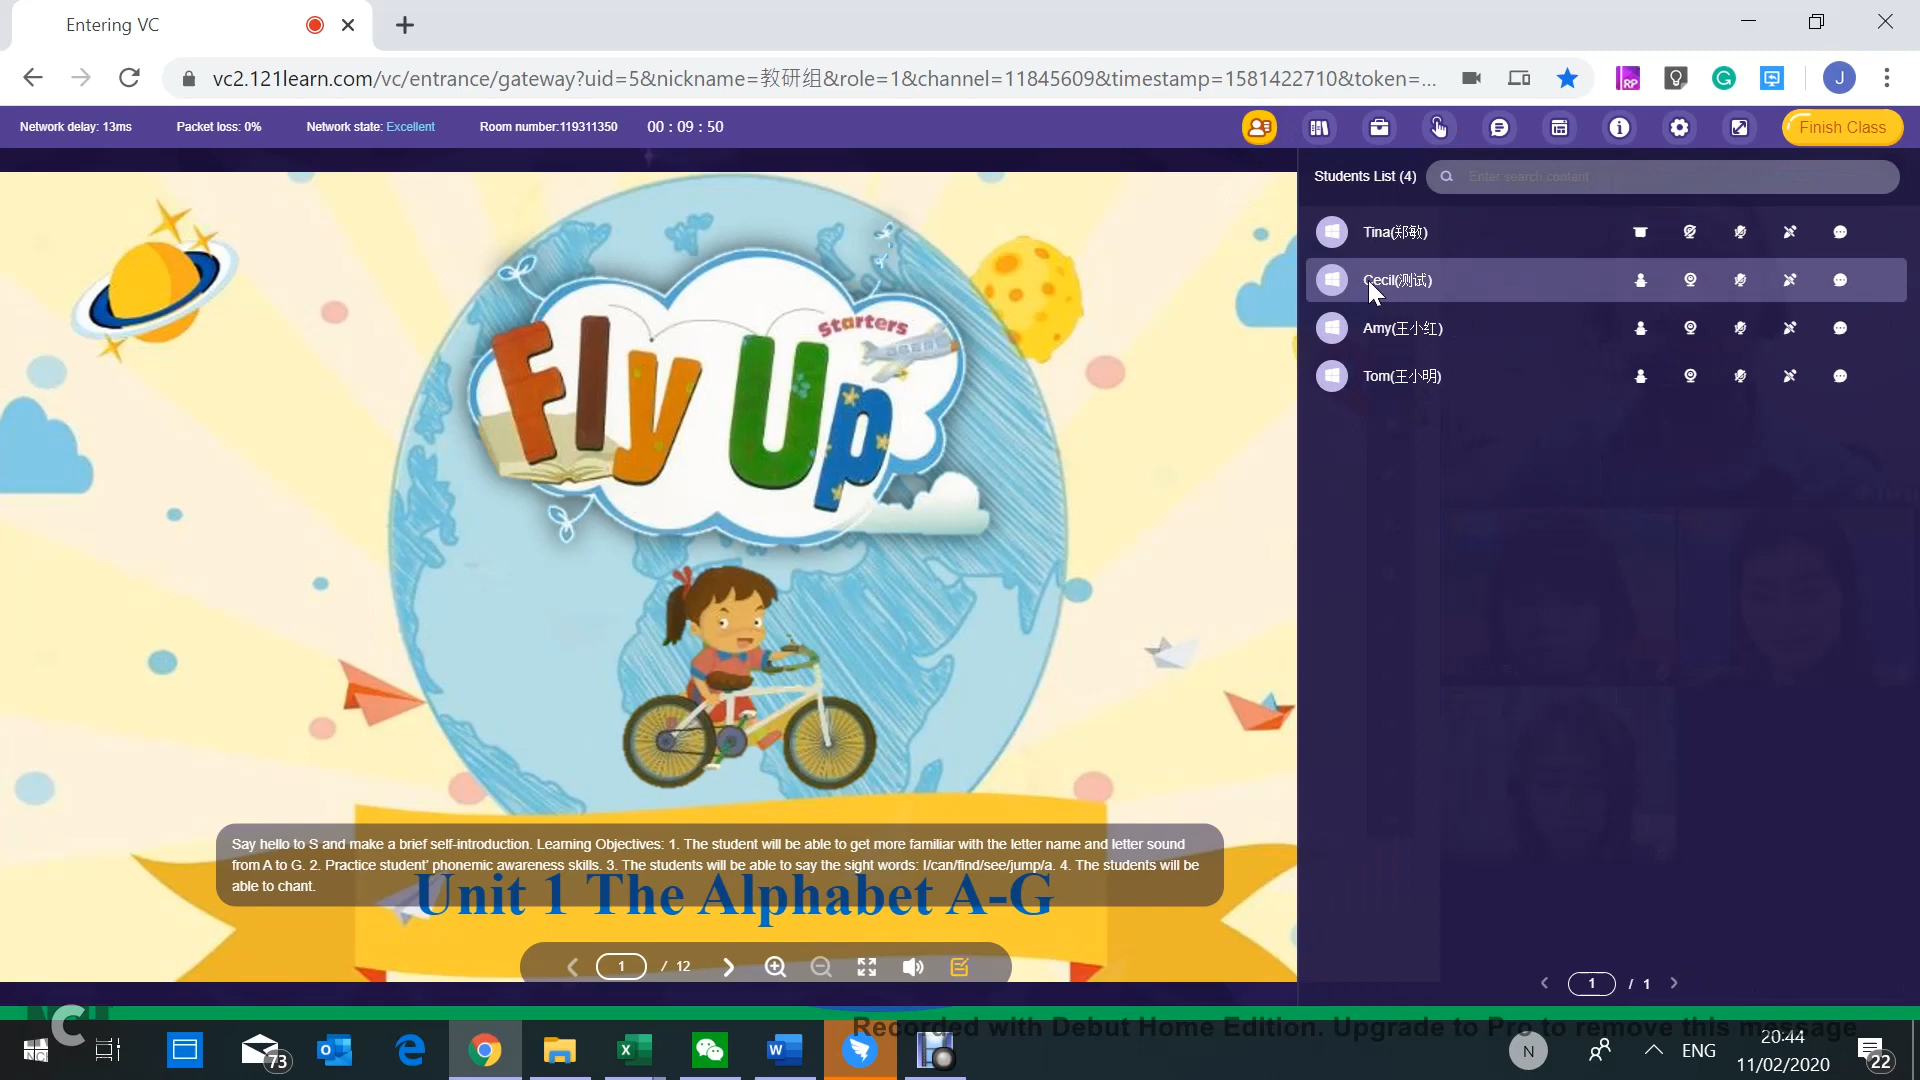 Entering VC
vc2.121learn.com/vc/entrance/gateway?uid=5&nickname=教研组&role=1&channel=11845609&timestamp=1581422710&token=...
RP
J
Network delay: 13ms Packet loss: 0% Network state: Excellent Room number:119311350 00 : 09 : 50
Finish Class
Students List (4)
Enter search content
Tina(郑敏)
Cecil(测试)
Amy(王小红)
Tom(王小明)
Starters
Fly Up
Say hello to S and make a brief self-introduction. Learning Objectives: 1. The student will be able to get more familiar with the letter name and letter sound
from A to G. 2. Practice student' phonemic awareness skills. 3. The students will be able to say the sight words: I/can/find/see/jump/a. 4. The students will be
able to chant.
Unit 1 The Alphabet A-G
1 / 12
1 / 1
Recorded with Debut Home Edition. Upgrade to Pro to remove this message
73
N
ENG
20:44
11/02/2020
22